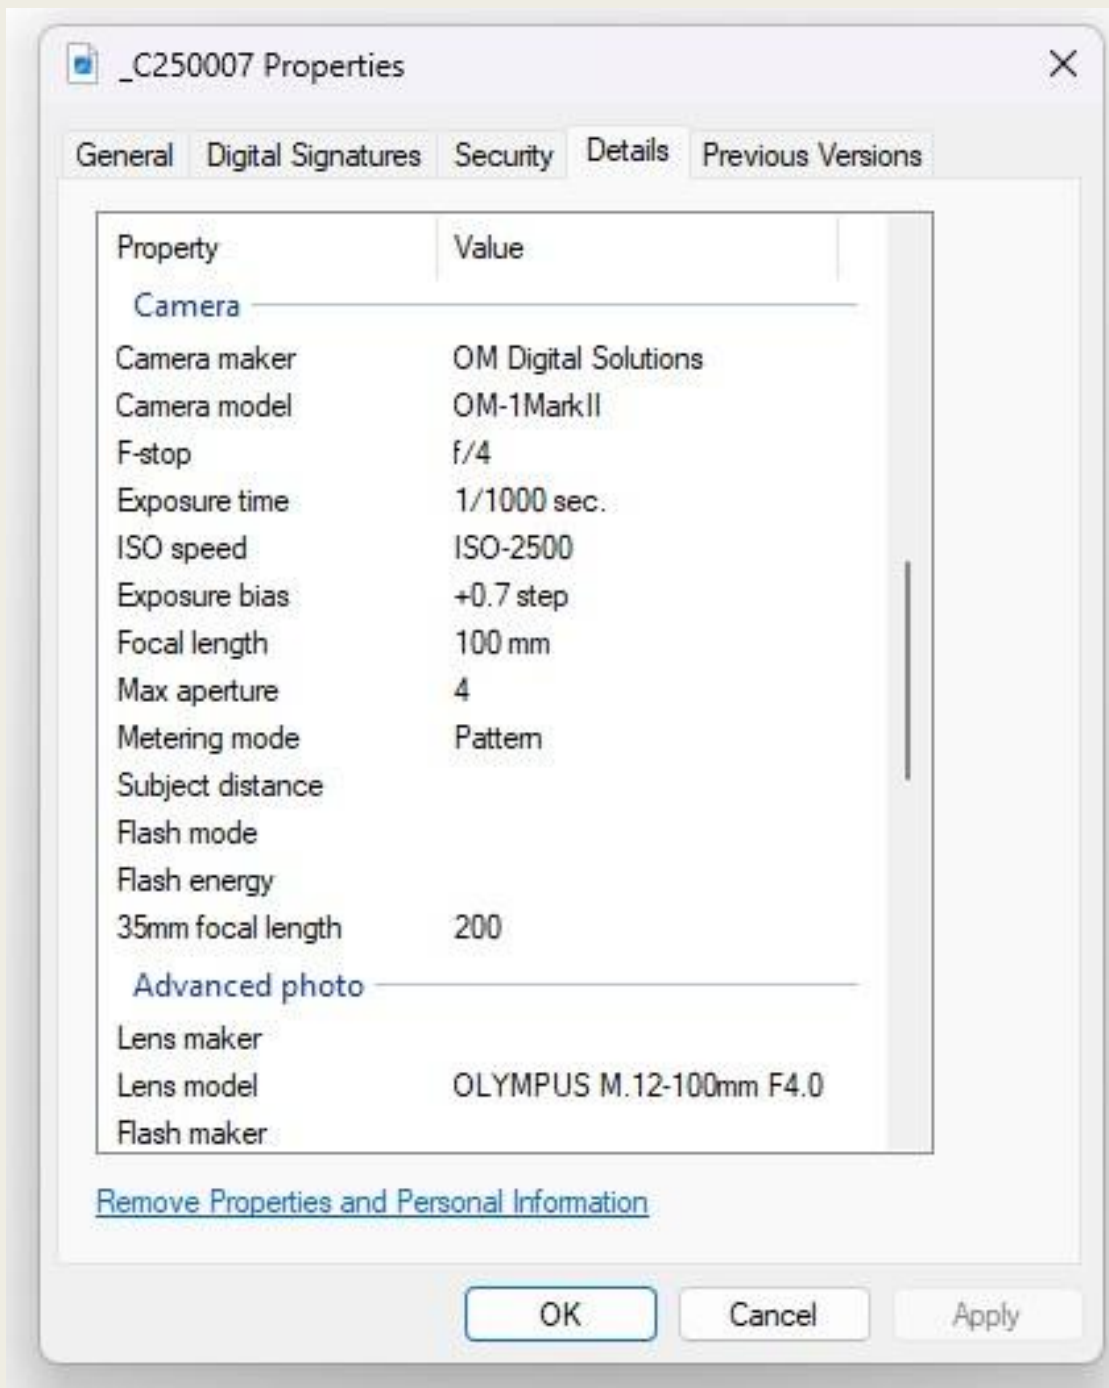 _C250007 Properties
General Digital Signatures Security Details Previous Versions
Property Value
Camera
Camera maker OM Digital Solutions
Camera model OM-1MarkII
F-stop f/4
Exposure time 1/1000 sec.
ISO speed ISO-2500
Exposure bias +0.7 step
Focal length 100 mm
Max aperture 4
Metering mode Pattern
Subject distance
Flash mode
Flash energy
35mm focal length 200
Advanced photo
Lens maker
Lens model OLYMPUS M.12-100mm F4.0
Flash maker
Remove Properties and Personal Information
OK Cancel Apply